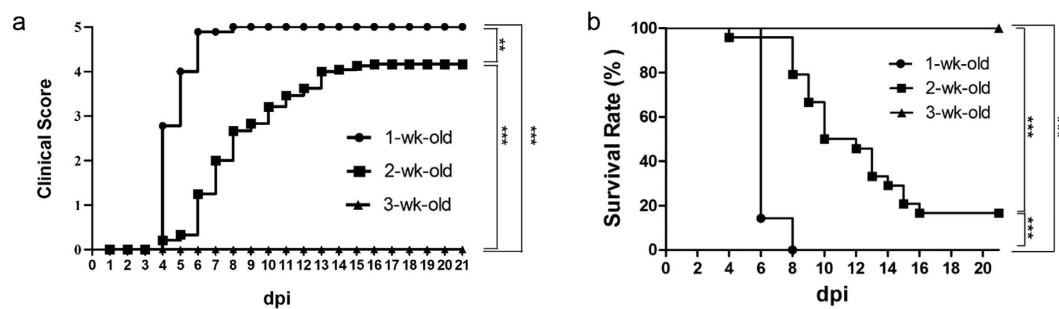 a
Clinical Score
5
4
3
2
1
0
0 1 2 3 4 5 6 7 8 9 10 11 12 13 14 15 16 17 18 19 20 21
dpi
1-wk-old
2-wk-old
3-wk-old
**
***
***
b
Survival Rate (%)
100
80
60
40
20
0
0 2 4 6 8 10 12 14 16 18 20
dpi
1-wk-old
2-wk-old
3-wk-old
***
***
***